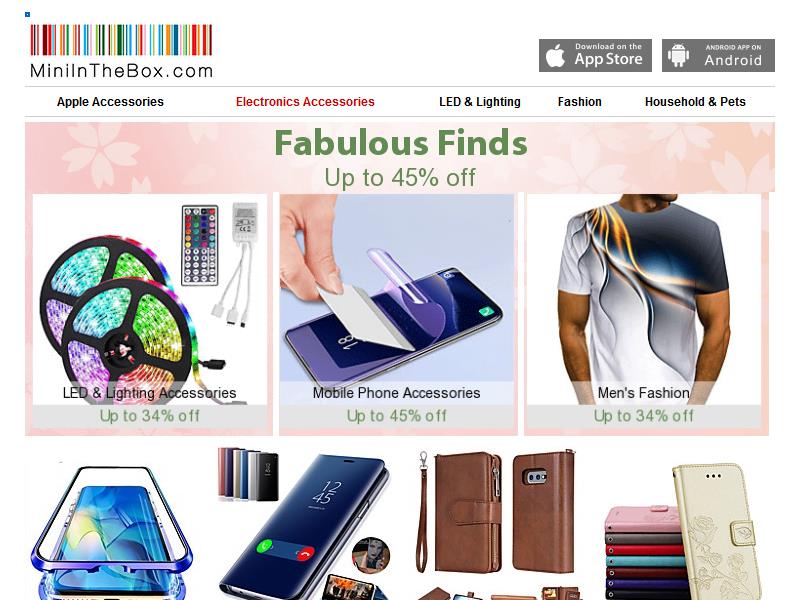 MiniInTheBox.com
Download on the
App Store
ANDROID APP ON
Android
Apple Accessories
Electronics Accessories
LED & Lighting
Fashion
Household & Pets
Fabulous Finds
Up to 45% off
LED & Lighting Accessories
Mobile Phone Accessories
Men's Fashion
Up to 34% off
Up to 45% off
Up to 34% off
12
45